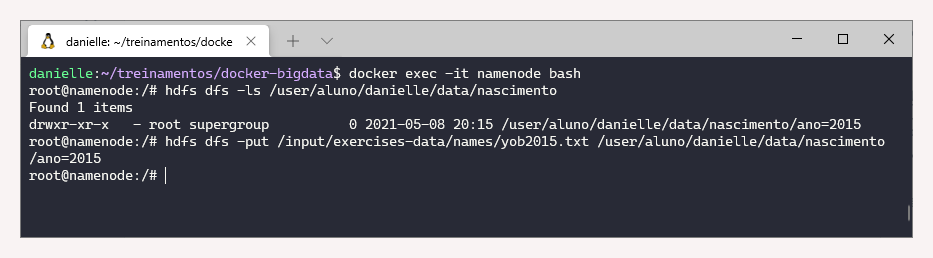 danielle: ~/treinamentos/docke
danielle:~/treinamentos/docker-bigdata$ docker exec -it namenode bash
root@namenode:/# hdfs dfs -ls /user/aluno/danielle/data/nascimento
Found 1 items
drwxr-xr-x   - root supergroup          0 2021-05-08 20:15 /user/aluno/danielle/data/nascimento/ano=2015
root@namenode:/# hdfs dfs -put /input/exercises-data/names/yob2015.txt /user/aluno/danielle/data/nascimento
/ano=2015
root@namenode:/#